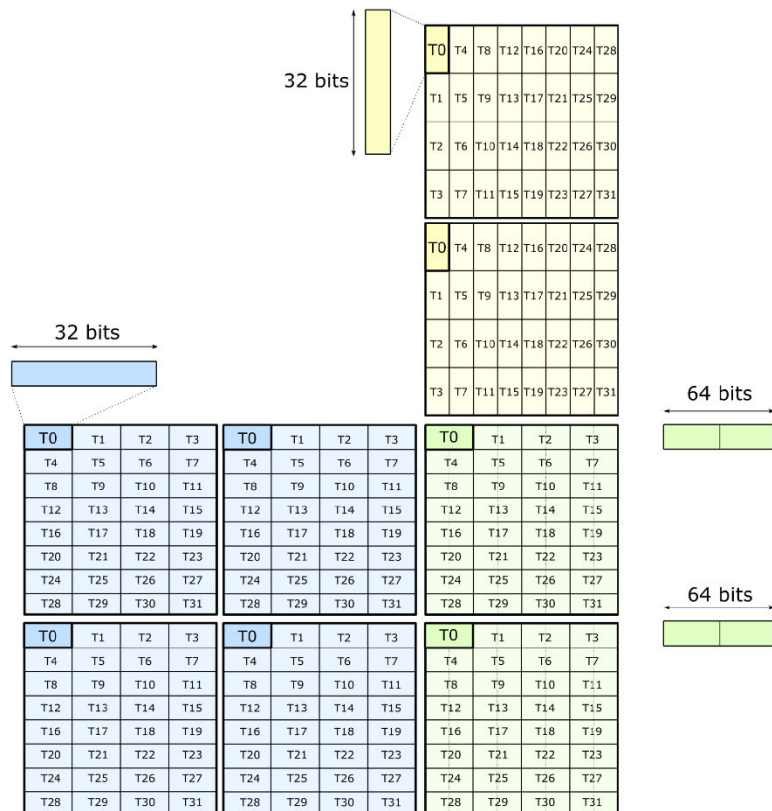 T0 T4 T8 T12 T16 T20 T24 T28
32 bits
T1 T5 T9 T13 T17 T21 T25 T29
T2 T6 T10 T14 T18 T22 T26 T30
T3 T7 T11 T15 T19 T23 T27 T31
T0 T4 T8 T12 T16 T20 T24 T28
T1 T5 T9 T13 T17 T21 T25 T29
32 bits
T2 T6 T10 T14 T18 T22 T26 T30
T3 T7 T11 T15 T19 T23 T27 T31
64 bits
T0 T1 T2 T3 T0 T1 T2 T3 T0 T1 T2 T3
T4 T5 T6 T7 T4 T5 T6 T7 T4 T5 T6 T7
T8 T9 T10 T11 T8 T9 T10 T11 T8 T9 T10 T11
T12 T13 T14 T15 T12 T13 T14 T15 T12 T13 T14 T15
T16 T17 T18 T19 T16 T17 T18 T19 T16 T17 T18 T19
T20 T21 T22 T23 T20 T21 T22 T23 T20 T21 T22 T23
T24 T25 T26 T27 T24 T25 T26 T27 T24 T25 T26 T27
T28 T29 T30 T31 T28 T29 T30 T31 T28 T29 T30 T31
64 bits
T0 T1 T2 T3 T0 T1 T2 T3 T0 T1 T2 T3
T4 T5 T6 T7 T4 T5 T6 T7 T4 T5 T6 T7
T8 T9 T10 T11 T8 T9 T10 T11 T8 T9 T10 T11
T12 T13 T14 T15 T12 T13 T14 T15 T12 T13 T14 T15
T16 T17 T18 T19 T16 T17 T18 T19 T16 T17 T18 T19
T20 T21 T22 T23 T20 T21 T22 T23 T20 T21 T22 T23
T24 T25 T26 T27 T24 T25 T26 T27 T24 T25 T26 T27
T28 T29 T30 T31 T28 T29 T30 T31 T28 T29 T30 T31